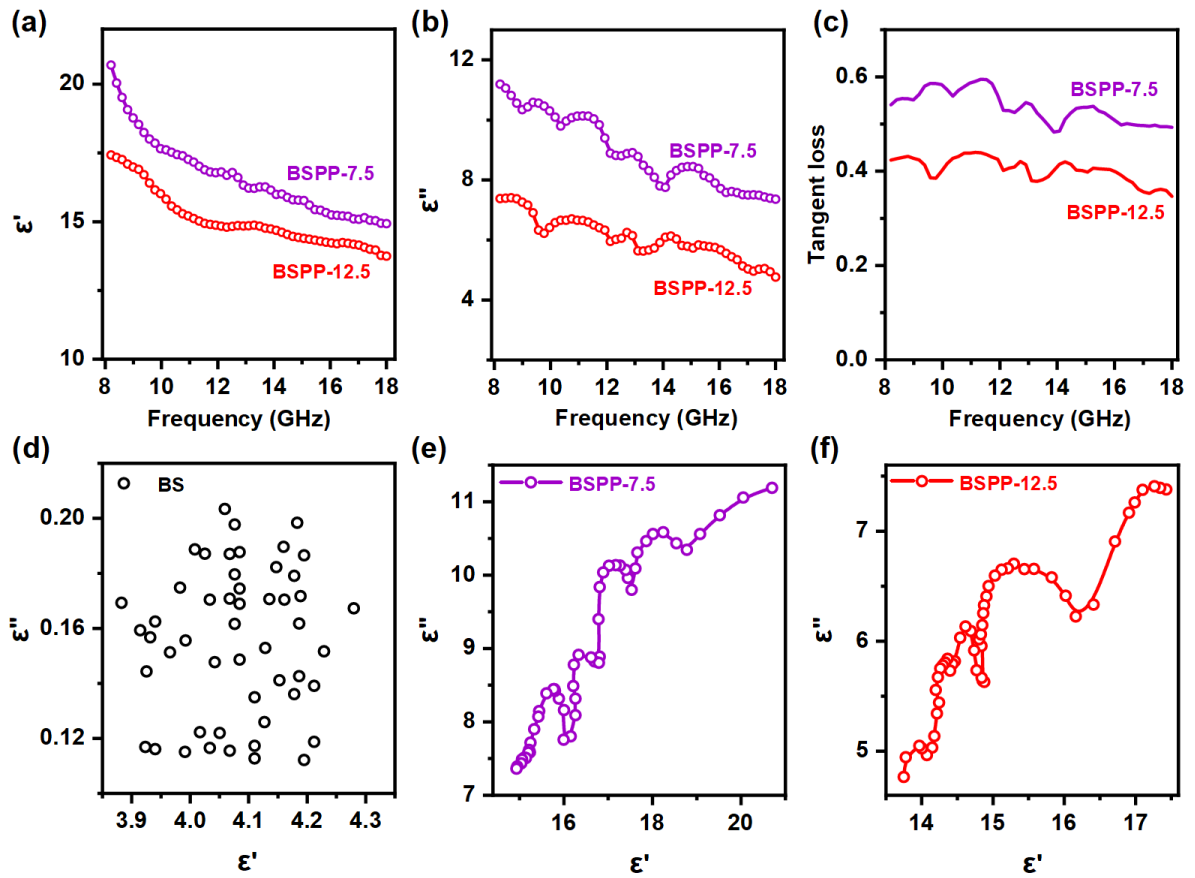 (a)
20
15
10
ε'
BSPP-7.5
BSPP-12.5
8 10 12 14 16 18
Frequency (GHz)
(b)
12
8
4
ε"
BSPP-7.5
BSPP-12.5
8 10 12 14 16 18
Frequency (GHz)
(c)
0.6
0.4
0.2
0.0
Tangent loss
BSPP-7.5
BSPP-12.5
8 10 12 14 16 18
Frequency (GHz)
(d)
BS
0.20
0.16
0.12
ε"
3.9 4.0 4.1 4.2 4.3
ε'
(e)
BSPP-7.5
11
10
9
8
7
ε"
16 18 20
ε'
(f)
BSPP-12.5
7
6
5
ε"
14 15 16 17
ε'